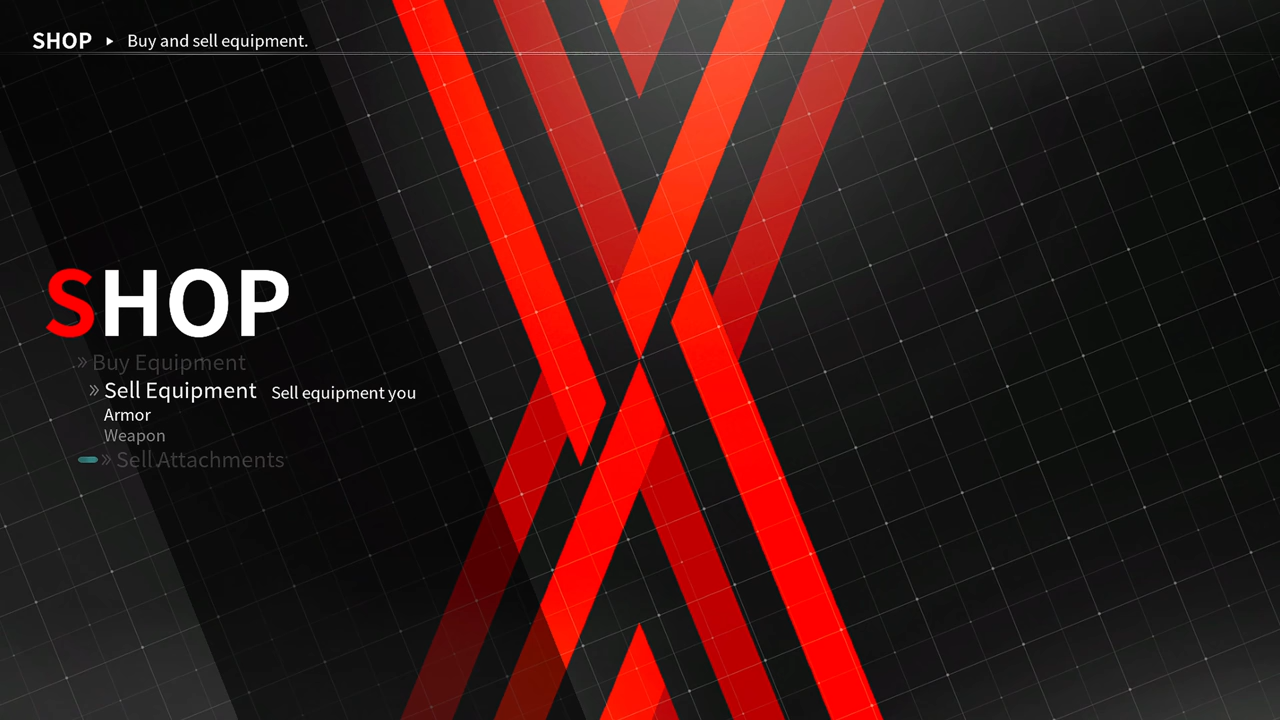 SHOP ▸ Buy and sell equipment.
SHOP
» Buy Equipment
» Sell Equipment Sell equipment you
Armor
Weapon
» Sell Attachments